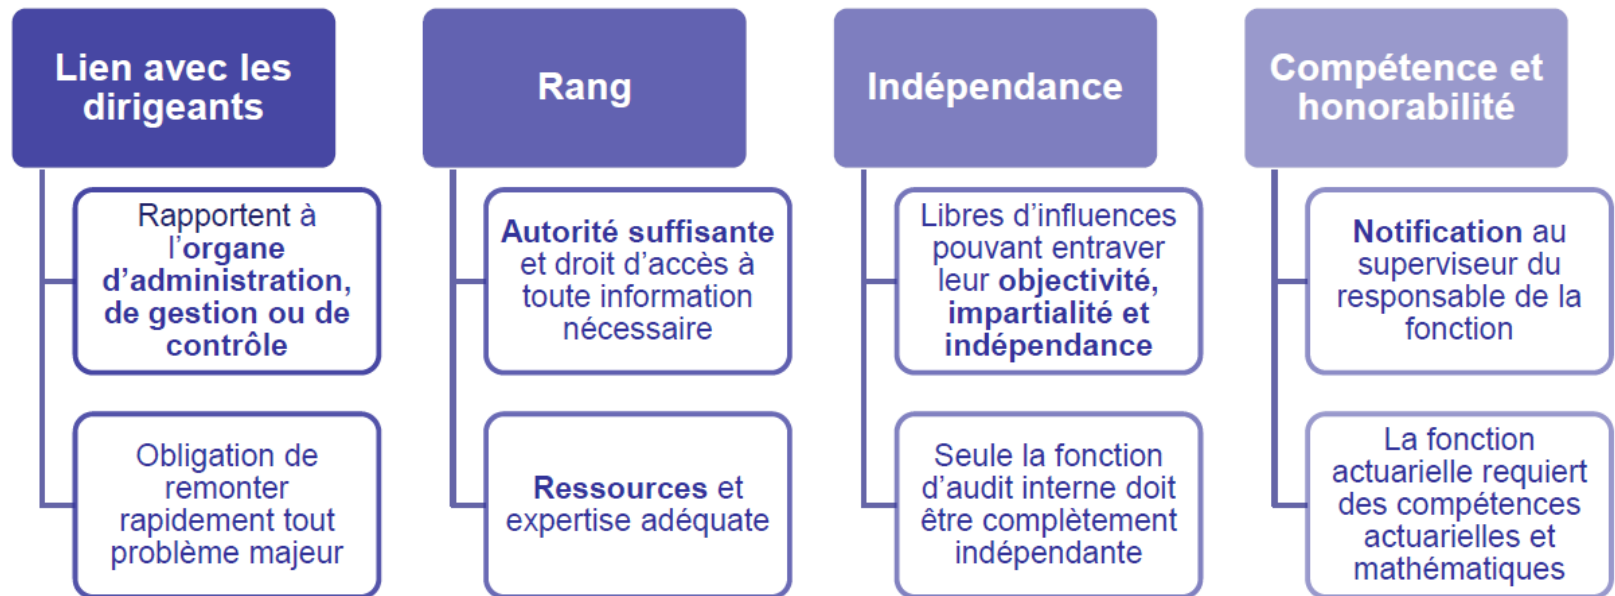 Lien avec les
dirigeants
Rapportent à
l’organe
d’administration,
de gestion ou de
contrôle
Obligation de
remonter
rapidement tout
problème majeur
Rang
Autorité suffisante
et droit d’accès à
toute information
nécessaire
Ressources et
expertise adéquate
Indépendance
Libres d’influences
pouvant entraver
leur objectivité,
impartialité et
indépendance
Seule la fonction
d’audit interne doit
être complètement
indépendante
Compétence et
honorabilité
Notification au
superviseur du
responsable de la
fonction
La fonction
actuarielle requiert
des compétences
actuarielles et
mathématiques